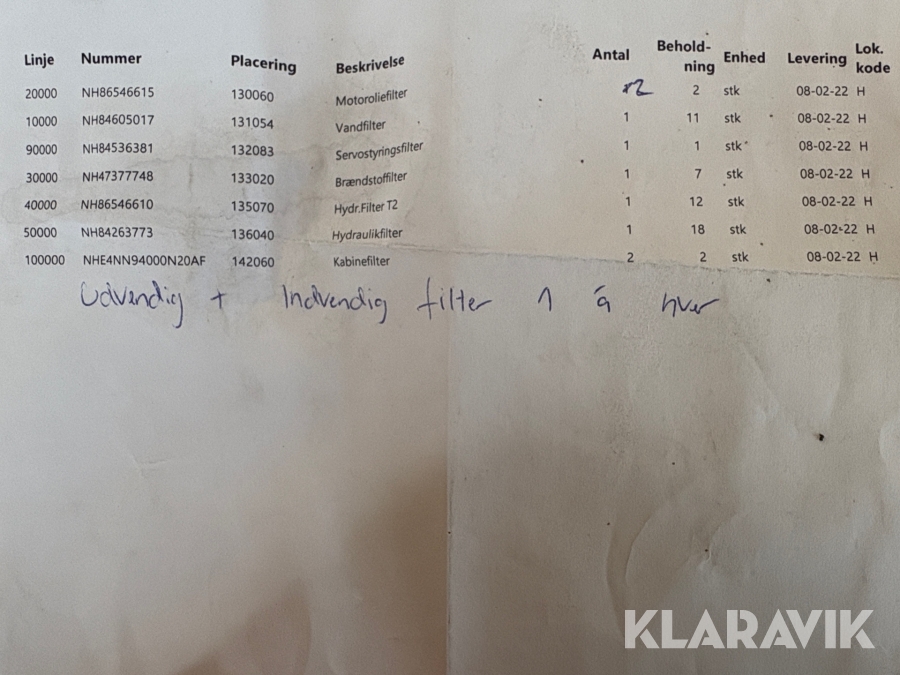 Linje Nummer Placering Beskrivelse Antal Behold-ning Enhed Levering Lok. kode
20000 NH86546615 130060 Motoroliefilter 2 2 stk 08-02-22 H
10000 NH84605017 131054 Vandfilter 1 11 stk 08-02-22 H
90000 NH84536381 132083 Servostyringsfilter 1 1 stk 08-02-22 H
30000 NH47377748 133020 Brændstoffilter 1 7 stk 08-02-22 H
40000 NH86546610 135070 Hydr.Filter T2 1 12 stk 08-02-22 H
50000 NH84263773 136040 Hydraulikfilter 1 18 stk 08-02-22 H
100000 NHE4NN94000N20AF 142060 Kabinefilter 2 2 stk 08-02-22 H
Udvendig + Indvendig filter 1 á hver
KLARAVIK